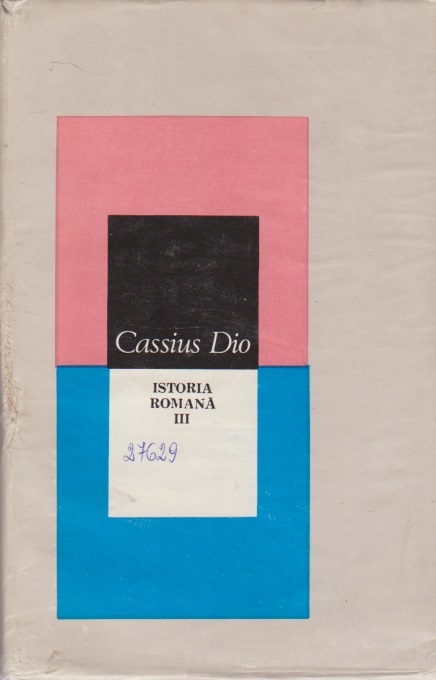 Cassius Dio
ISTORIA
ROMANĂ
III
27629